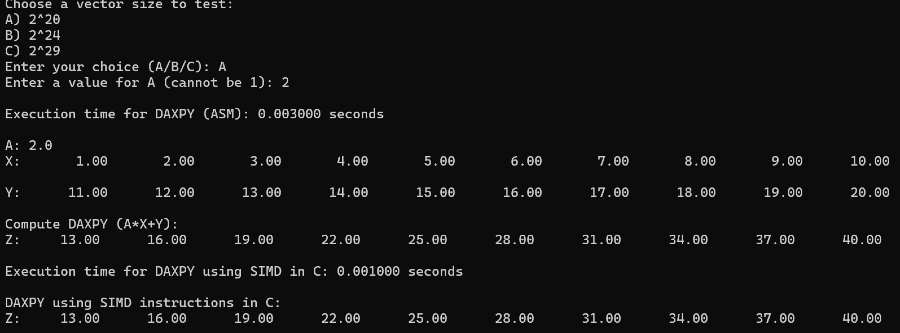 Choose a vector size to test:
A) 2^20
B) 2^24
C) 2^29
Enter your choice (A/B/C): A
Enter a value for A (cannot be 1): 2
Execution time for DAXPY (ASM): 0.003000 seconds
A: 2.0
X: 1.00 2.00 3.00 4.00 5.00 6.00 7.00 8.00 9.00 10.00
Y: 11.00 12.00 13.00 14.00 15.00 16.00 17.00 18.00 19.00 20.00
Compute DAXPY (A*X+Y):
Z: 13.00 16.00 19.00 22.00 25.00 28.00 31.00 34.00 37.00 40.00
Execution time for DAXPY using SIMD in C: 0.001000 seconds
DAXPY using SIMD instructions in C:
Z: 13.00 16.00 19.00 22.00 25.00 28.00 31.00 34.00 37.00 40.00